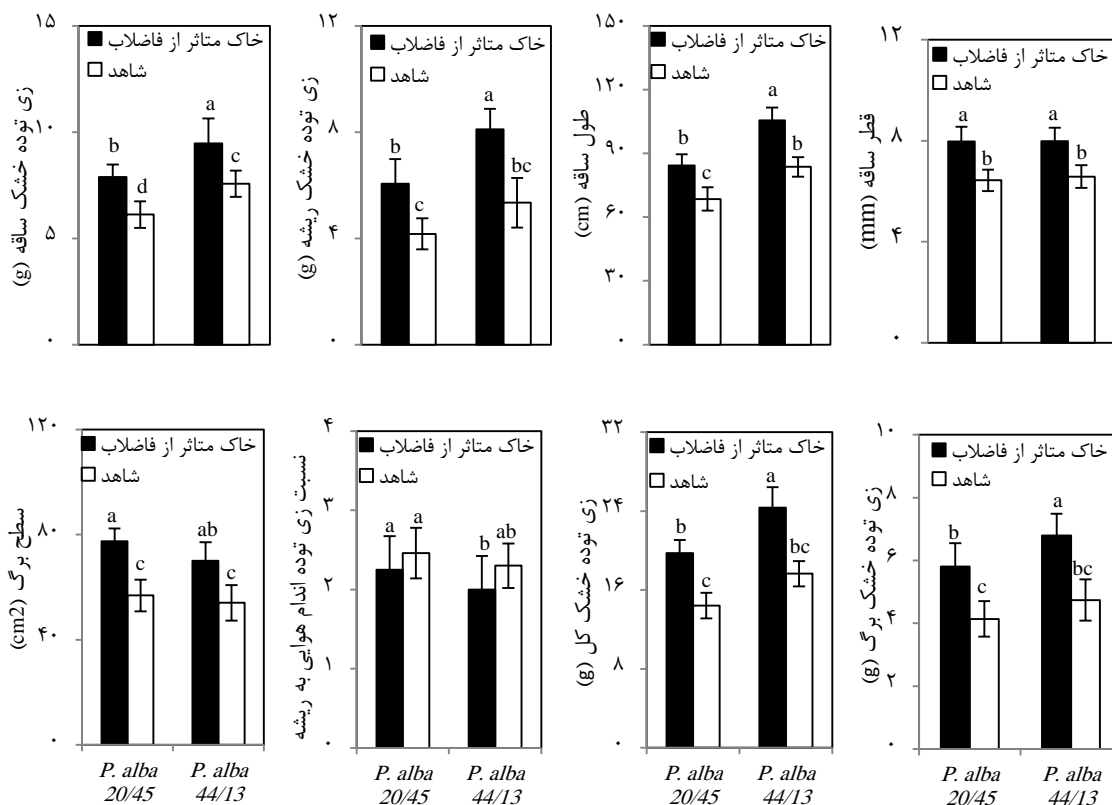 زی توده خشک ساقه (g)
۱۵
۱۰
۵
۰
خاک متاثر از فاضلاب
شاهد
b
d
a
c
زی توده خشک ریشه (g)
۱۲
۸
۴
۰
خاک متاثر از فاضلاب
شاهد
b
c
a
bc
طول ساقه (cm)
۱۵۰
۱۲۰
۹۰
۶۰
۳۰
۰
خاک متاثر از فاضلاب
شاهد
b
c
a
b
قطر ساقه (mm)
۱۲
۸
۴
۰
خاک متاثر از فاضلاب
شاهد
a
b
a
b
سطح برگ (cm2)
۱۲۰
۸۰
۴۰
۰
خاک متاثر از فاضلاب
شاهد
a
c
ab
c
P. alba
20/45
P. alba
44/13
نسبت زی توده اندام هوایی به ریشه
۴
۳
۲
۱
۰
خاک متاثر از فاضلاب
شاهد
a
a
b
ab
P. alba
20/45
P. alba
44/13
زی توده خشک کل (g)
۳۲
۲۴
۱۶
۸
۰
خاک متاثر از فاضلاب
شاهد
b
c
a
bc
P. alba
20/45
P. alba
44/13
زی توده خشک برگ (g)
۱۰
۸
۶
۴
۲
۰
خاک متاثر از فاضلاب
شاهد
b
c
a
bc
P. alba
20/45
P. alba
44/13